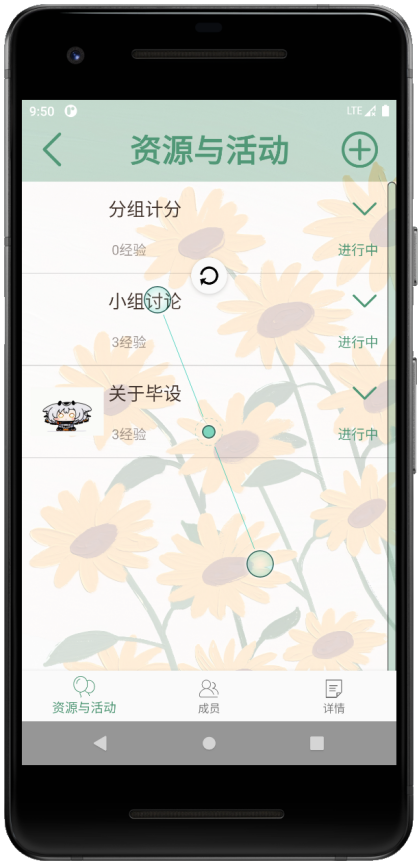 9:50 LTE
资源与活动
分组计分
0经验 进行中
小组讨论
3经验 进行中
关于毕设
3经验 进行中
资源与活动 成员 详情